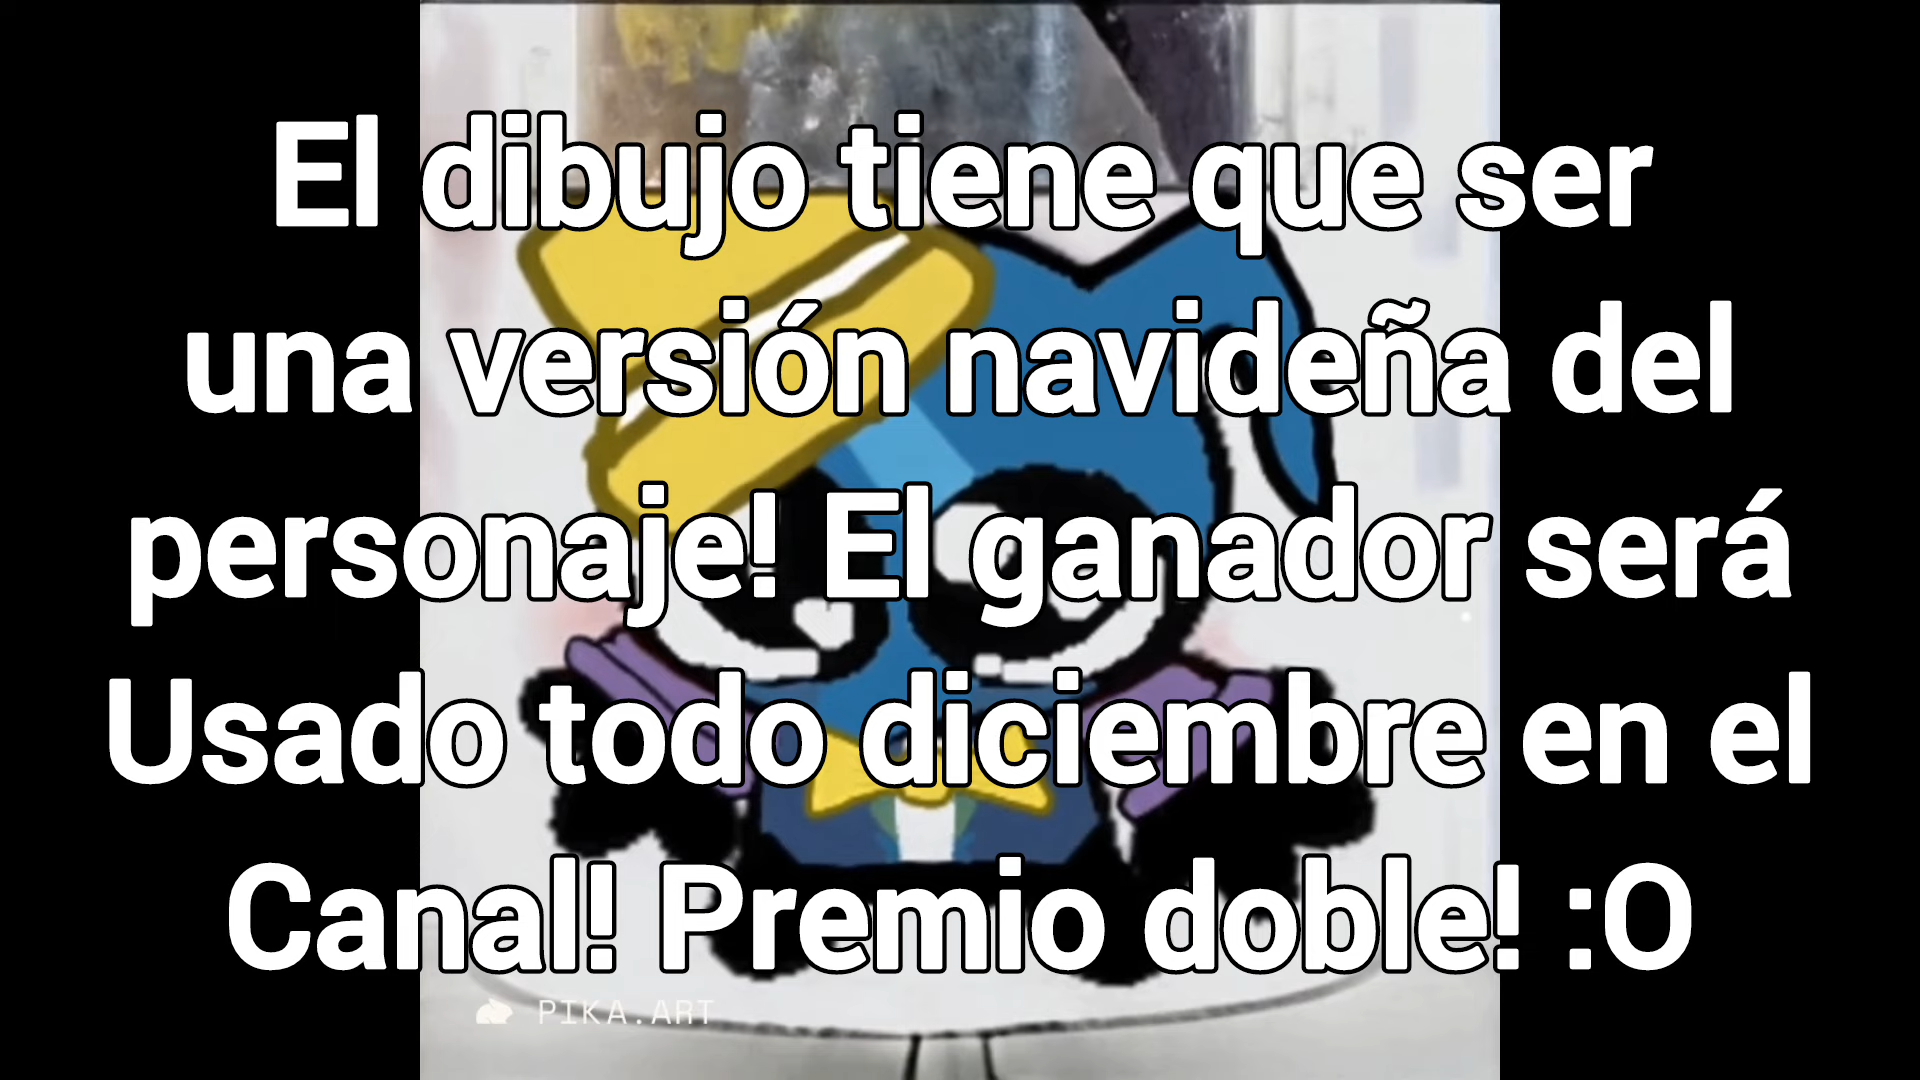 El dibujo tiene que ser
una versión navideña del
personaje! El ganador será
Usado todo diciembre en el
Canal! Premio doble! :O
PIKA.ART